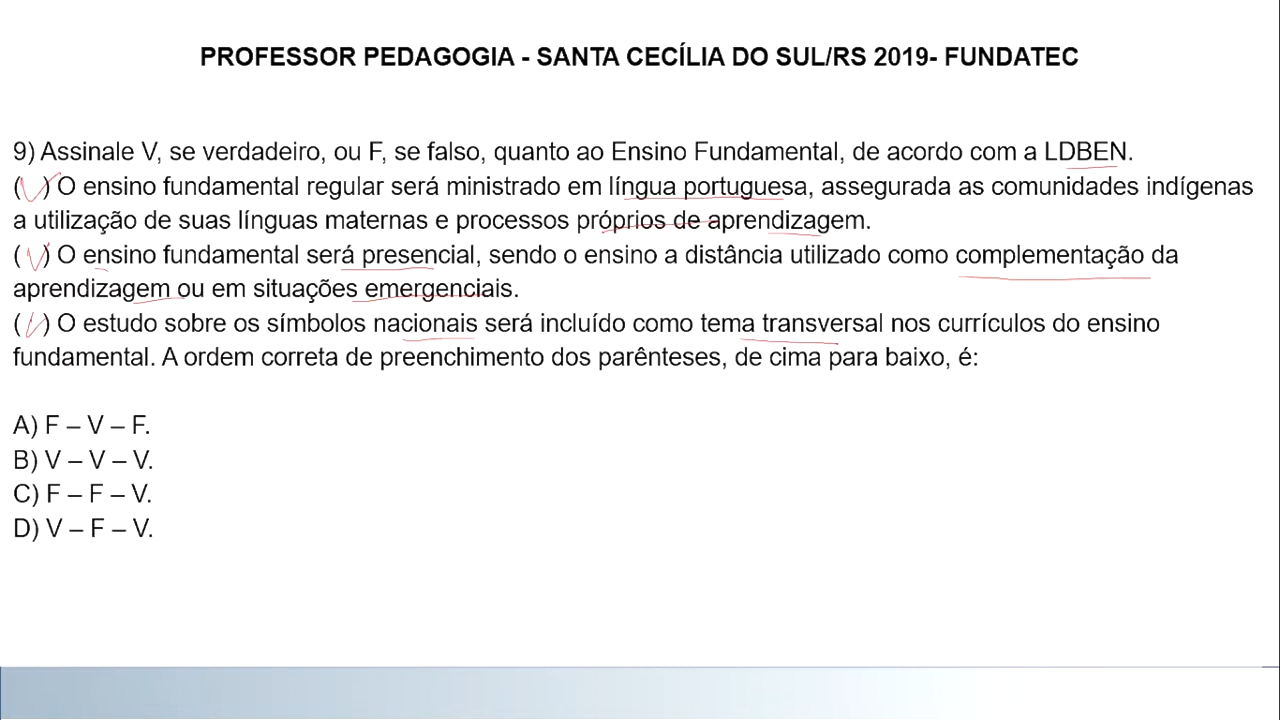 PROFESSOR PEDAGOGIA - SANTA CECÍLIA DO SUL/RS 2019- FUNDATEC
9) Assinale V, se verdadeiro, ou F, se falso, quanto ao Ensino Fundamental, de acordo com a LDBEN.
(V) O ensino fundamental regular será ministrado em língua portuguesa, assegurada as comunidades indígenas
a utilização de suas línguas maternas e processos próprios de aprendizagem.
(V) O ensino fundamental será presencial, sendo o ensino a distância utilizado como complementação da
aprendizagem ou em situações emergenciais.
(V) O estudo sobre os símbolos nacionais será incluído como tema transversal nos currículos do ensino
fundamental. A ordem correta de preenchimento dos parênteses, de cima para baixo, é:
A) F – V – F.
B) V – V – V.
C) F – F – V.
D) V – F – V.